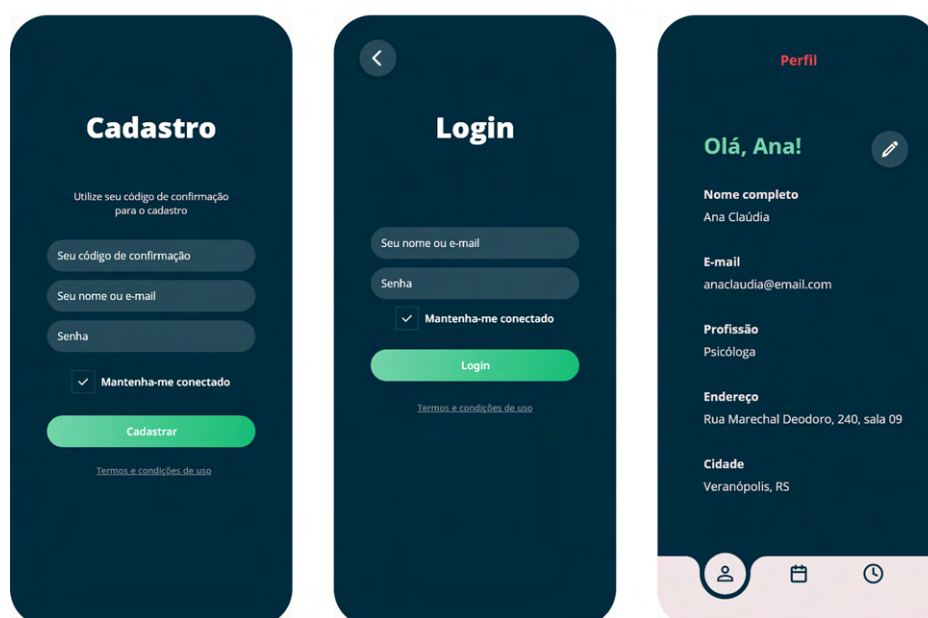 Cadastro
Utilize seu código de confirmação
para o cadastro
Seu código de confirmação
Seu nome ou e-mail
Senha
Mantenha-me conectado
Cadastrar
Termos e condições de uso
Login
Seu nome ou e-mail
Senha
Mantenha-me conectado
Login
Termos e condições de uso
Perfil
Olá, Ana!
Nome completo
Ana Claúdia
E-mail
anaclaudia@email.com
Profissão
Psicóloga
Endereço
Rua Marechal Deodoro, 240, sala 09
Cidade
Veranópolis, RS